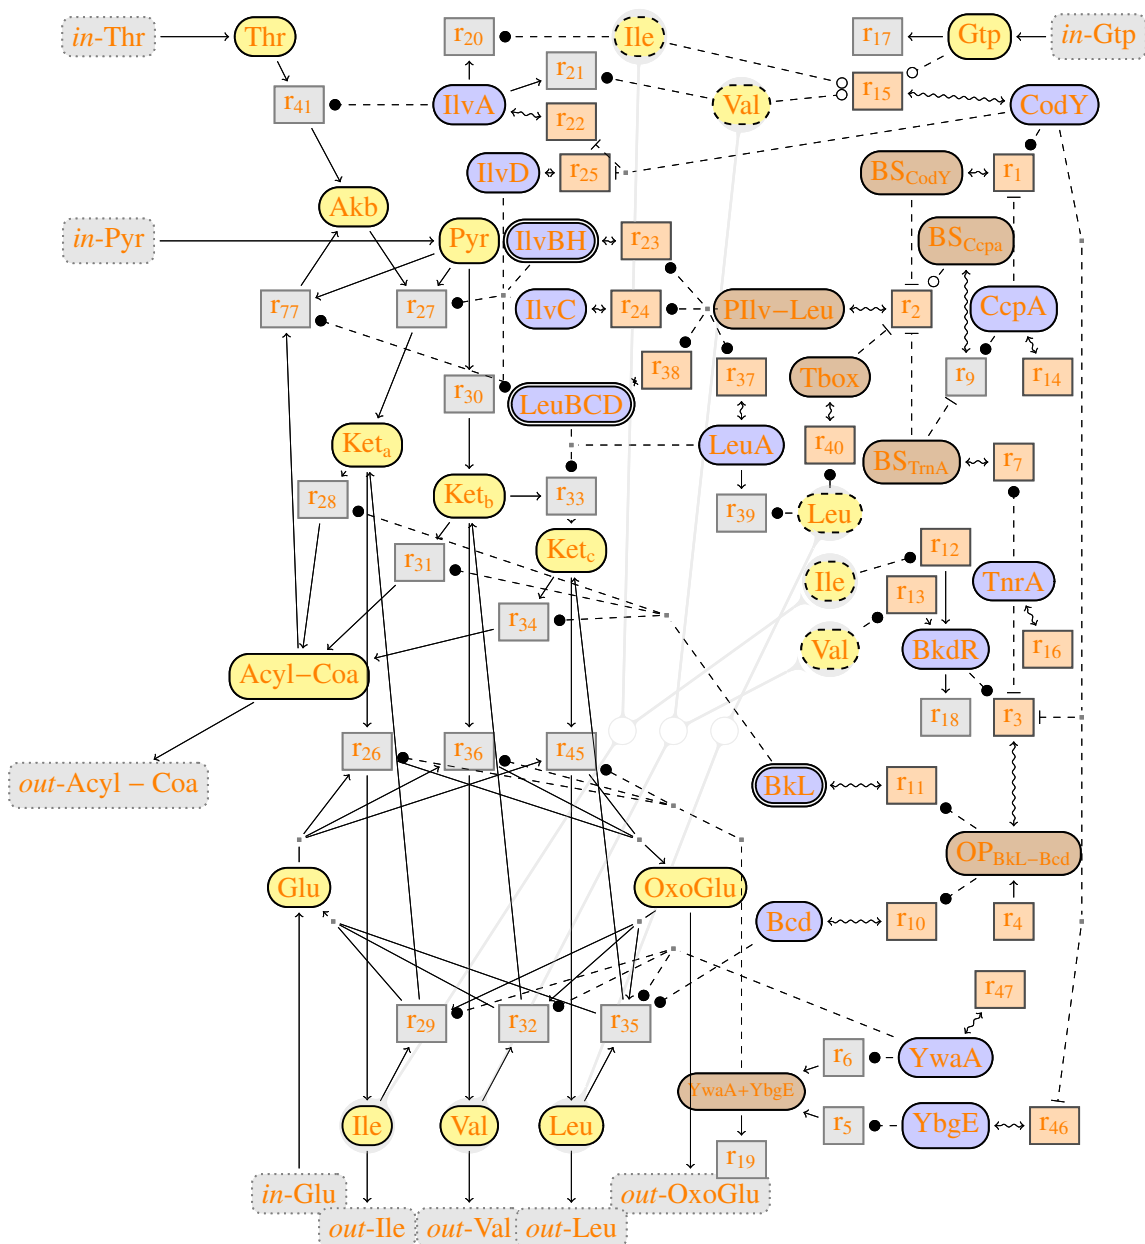 in-Thr
Thr
r20
Ile
r17
Gtp
in-Gtp
r21
r41
IlvA
Val
r15
CodY
r22
IlvD
r25
BSCodY
r1
Akb
in-Pyr
Pyr
IlvBH
r23
BSCcpa
r77
r27
IlvC
r24
PIlv−Leu
r2
CcpA
r30
r38
r37
Tbox
r9
r14
LeuBCD
Keta
LeuA
r40
BSTrnA
r7
r28
Ketb
r33
r39
Leu
r31
Ketc
r12
Ile
r13
TnrA
r34
Val
BkdR
r16
Acyl−Coa
r18
r3
out-Acyl − Coa
r26
r36
r45
BkL
r11
OPBkL−Bcd
Glu
OxoGlu
Bcd
r10
r4
r47
r29
r32
r35
r6
YwaA
YwaA+YbgE
Ile
Val
Leu
r5
YbgE
r46
r19
in-Glu
out-OxoGlu
out-Ile
out-Val
out-Leu